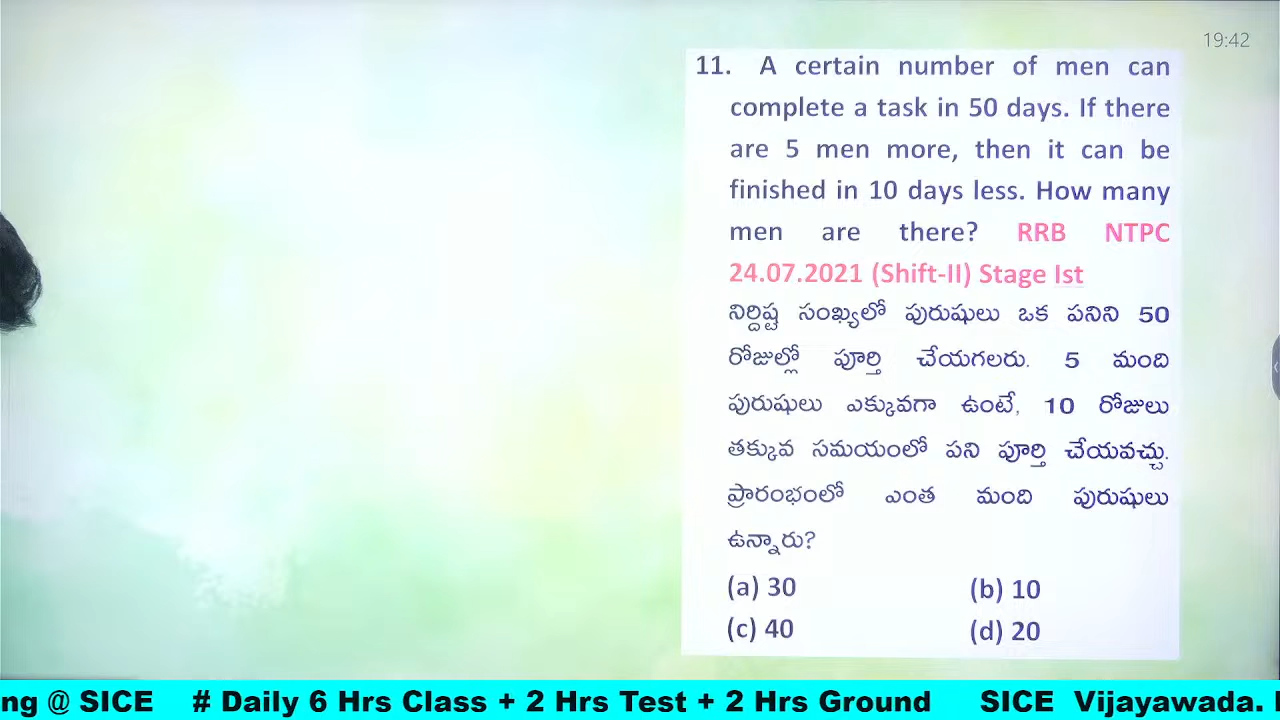 19:42
11. A certain number of men can
complete a task in 50 days. If there
are 5 men more, then it can be
finished in 10 days less. How many
men are there? RRB NTPC
24.07.2021 (Shift-II) Stage Ist
నిర్దిష్ట సంఖ్యలో పురుషులు ఒక పనిని 50
రోజుల్లో పూర్తి చేయగలరు. 5 మంది
పురుషులు ఎక్కువగా ఉంటే, 10 రోజులు
తక్కువ సమయంలో పని పూర్తి చేయవచ్చు.
ప్రారంభంలో ఎంత మంది పురుషులు
ఉన్నారు?
(a) 30 (b) 10
(c) 40 (d) 20
ng @ SICE # Daily 6 Hrs Class + 2 Hrs Test + 2 Hrs Ground SICE Vijayawada.